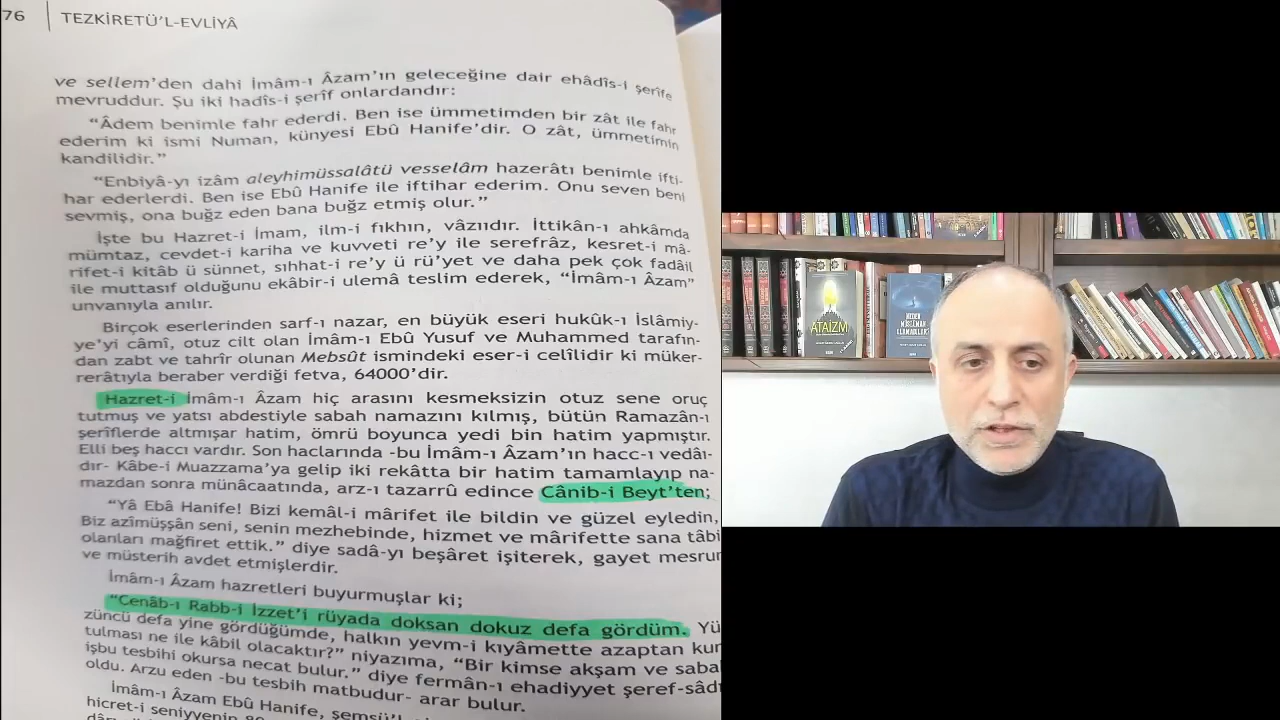 76
TEZKİRETÜ'L-EVLİYÂ
ve sellem'den dahi İmâm-ı Âzam'ın geleceğine dair ehâdîs-i şerîfe
mevruddur. Şu iki hadîs-i şerîf onlardandır:
"Âdem benimle fahr ederdi. Ben ise ümmetimden bir zât ile fahr
ederim ki ismi Numan, künyesi Ebû Hanife'dir. O zât, ümmetimin
kandilidir."
"Enbiyâ-yı izâm aleyhimüssalâtü vesselâm hazerâtı benimle ifti-
har ederlerdi. Ben ise Ebû Hanife ile iftihar ederim. Onu seven beni
sevmiş, ona buğz eden bana buğz etmiş olur."
İşte bu Hazret-i İmam, ilm-i fıkhın, vâzııdır. İttikân-ı ahkâmda
mümtaz, cevdet-i kariha ve kuvveti re'y ile serefrâz, kesret-i mâ-
rifet-i kitâb ü sünnet, sıhhat-i re'y ü rü'yet ve daha pek çok fadâil
ile muttasıf olduğunu ekâbir-i ulemâ teslim ederek, "İmâm-ı Âzam"
unvanıyla anılır.
Birçok eserlerinden sarf-ı nazar, en büyük eseri hukûk-ı İslâmiy-
ye'yi câmî, otuz cilt olan İmâm-ı Ebû Yusuf ve Muhammed tarafın-
dan zabt ve tahrîr olunan Mebsût ismindeki eser-i celîlidir ki müker-
rerâtıyla beraber verdiği fetva, 64000'dir.
Hazret-i İmâm-ı Âzam hiç arasını kesmeksizin otuz sene oruç
tutmuş ve yatsı abdestiyle sabah namazını kılmış, bütün Ramazân-ı
şerîflerde altmışar hatim, ömrü boyunca yedi bin hatim yapmıştır.
Elli beş haccı vardır. Son haclarında -bu İmâm-ı Âzam'ın hacc-ı vedâı-
dır- Kâbe-i Muazzama'ya gelip iki rekâtta bir hatim tamamlayıp na-
mazdan sonra münâcaatında, arz-ı tazarrû edince Cânib-i Beyt'ten;
"Yâ Ebâ Hanife! Bizi kemâl-i mârifet ile bildin ve güzel eyledin,
Biz azîmüşşân seni, senin mezhebinde, hizmet ve mârifette sana tâbi
olanları mağfiret ettik." diye sadâ-yı beşâret işiterek, gayet mesrur
ve müsterih avdet etmişlerdir.
İmâm-ı Âzam hazretleri buyurmuşlar ki;
"Cenâb-ı Rabb-i İzzet'i rüyada doksan dokuz defa gördüm. Yü
züncü defa yine gördüğümde, halkın yevm-i kıyâmette azaptan kur
tulması ne ile kâbil olacaktır?" niyazıma, "Bir kimse akşam ve saba
işbu tesbihi okursa necat bulur." diye fermân-ı ehadiyyet şeref-sâdı
oldu. Arzu eden -bu tesbih matbudur- arar bulur.
İmâm-ı Âzam Ebû Hanife,
hicret-i seniyyenin
ATAİZM
NEDEN
MÜSLÜMAN
OLMADILAR?